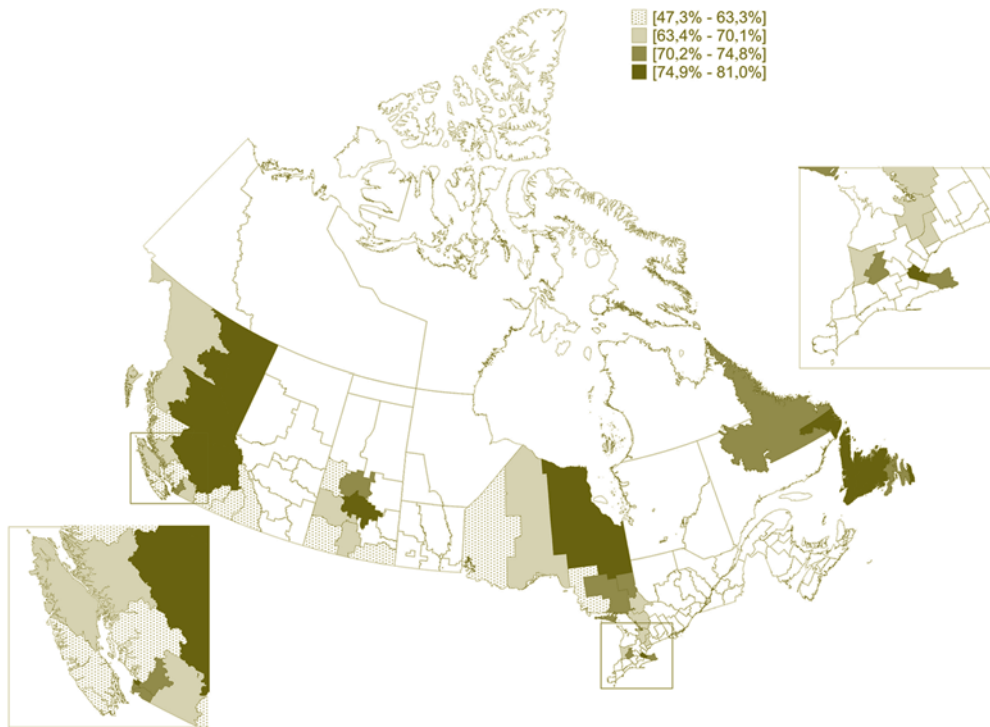 [47,3% - 63,3%]
[63,4% - 70,1%]
[70,2% - 74,8%]
[74,9% - 81,0%]